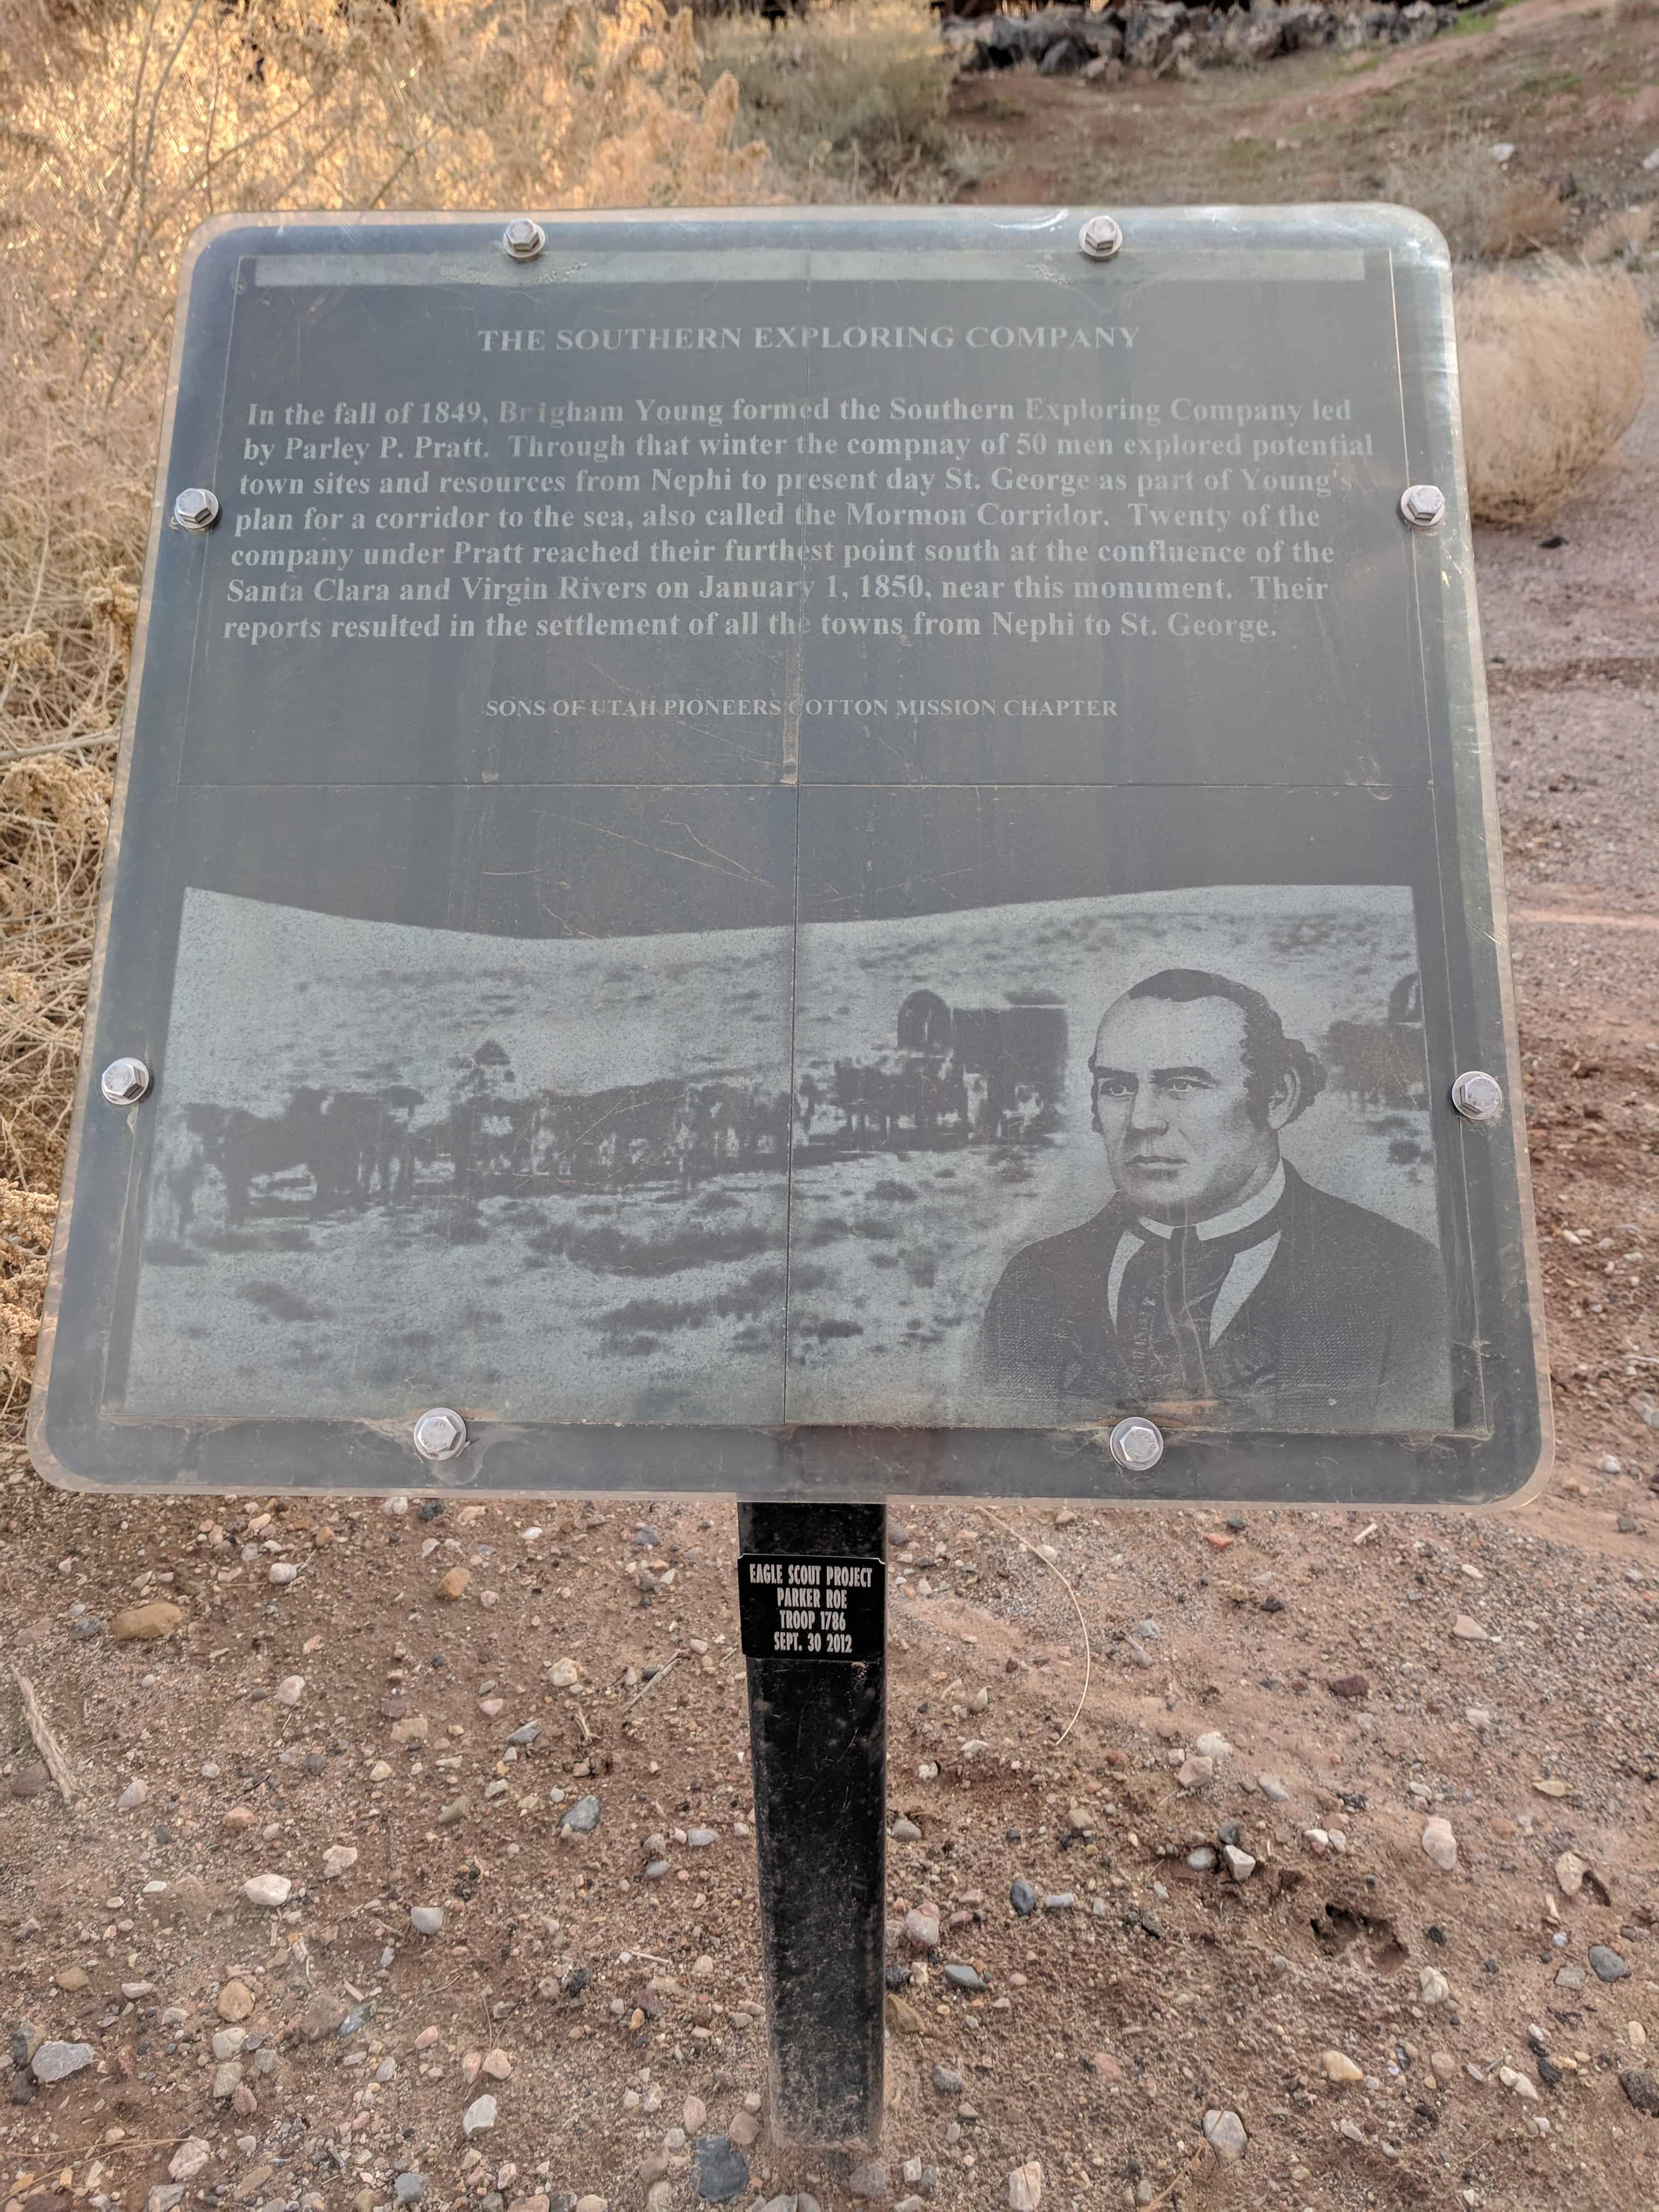 THE SOUTHERN EXPLORING COMPANY
In the fall of 1849, Brigham Young formed the Southern Exploring Company led
by Parley P. Pratt. Through that winter the compnay of 50 men explored potential
town sites and resources from Nephi to present day St. George as part of Young's
plan for a corridor to the sea, also called the Mormon Corridor. Twenty of the
company under Pratt reached their furthest point south at the confluence of the
Santa Clara and Virgin Rivers on January 1, 1850, near this monument. Their
reports resulted in the settlement of all the towns from Nephi to St. George.
SONS OF UTAH PIONEERS COTTON MISSION CHAPTER
EAGLE SCOUT PROJECT
PARKER ROE
TROOP 1786
SEPT. 30 2012